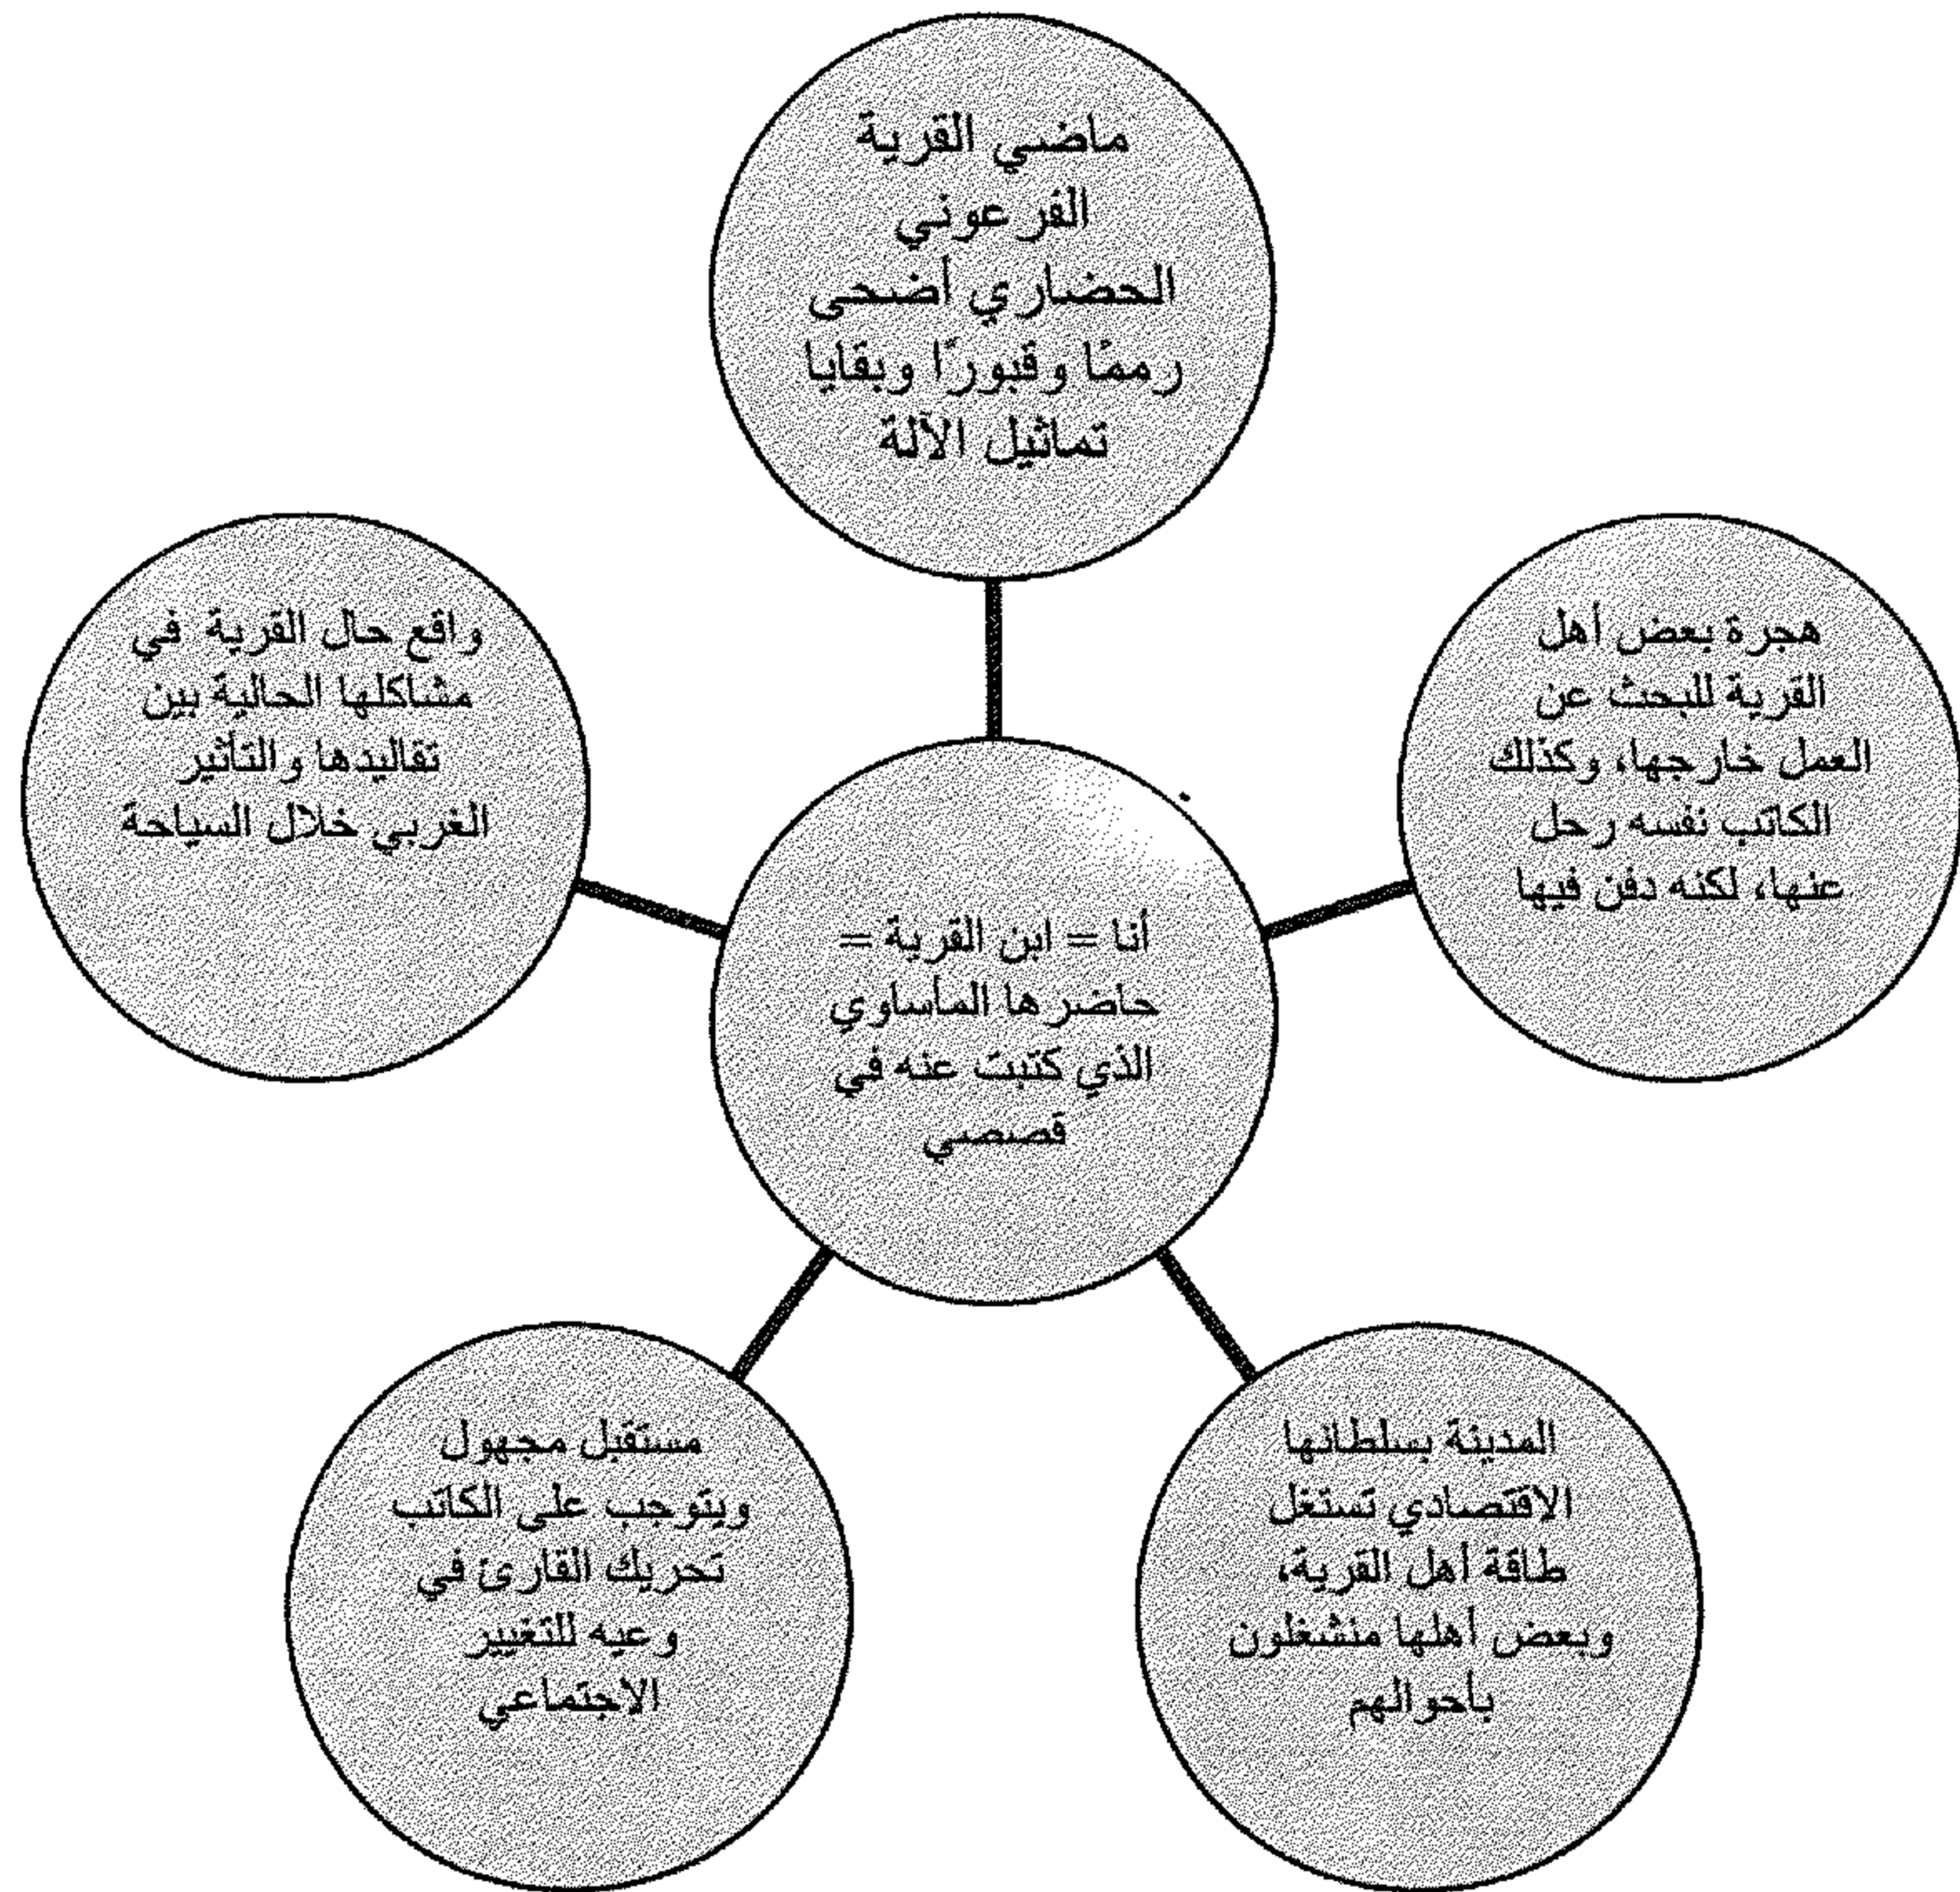 ماضي القرية
الفرعوني
الحضاري أضحى
رممًا وقبورًا وبقايا
تماثيل الآلة
هجرة بعض أهل
القرية للبحث عن
العمل خارجها، وكذلك
الكاتب نفسه رحل
عنها، لكنه دفن فيها
واقع حال القرية في
مشاكلها الحالية بين
تقاليدها والتأثير
الغربي خلال السياحة
أنا = ابن القرية =
حاضرها المأساوي
الذي كتبت عنه في
قصصي
المدينة بسلطانها
الاقتصادي تستغل
طاقة أهل القرية،
وبعض أهلها منشغلون
بأحوالهم
مستقبل مجهول
ويتوجب على الكاتب
تحريك القارئ في
وعيه للتغيير
الاجتماعي